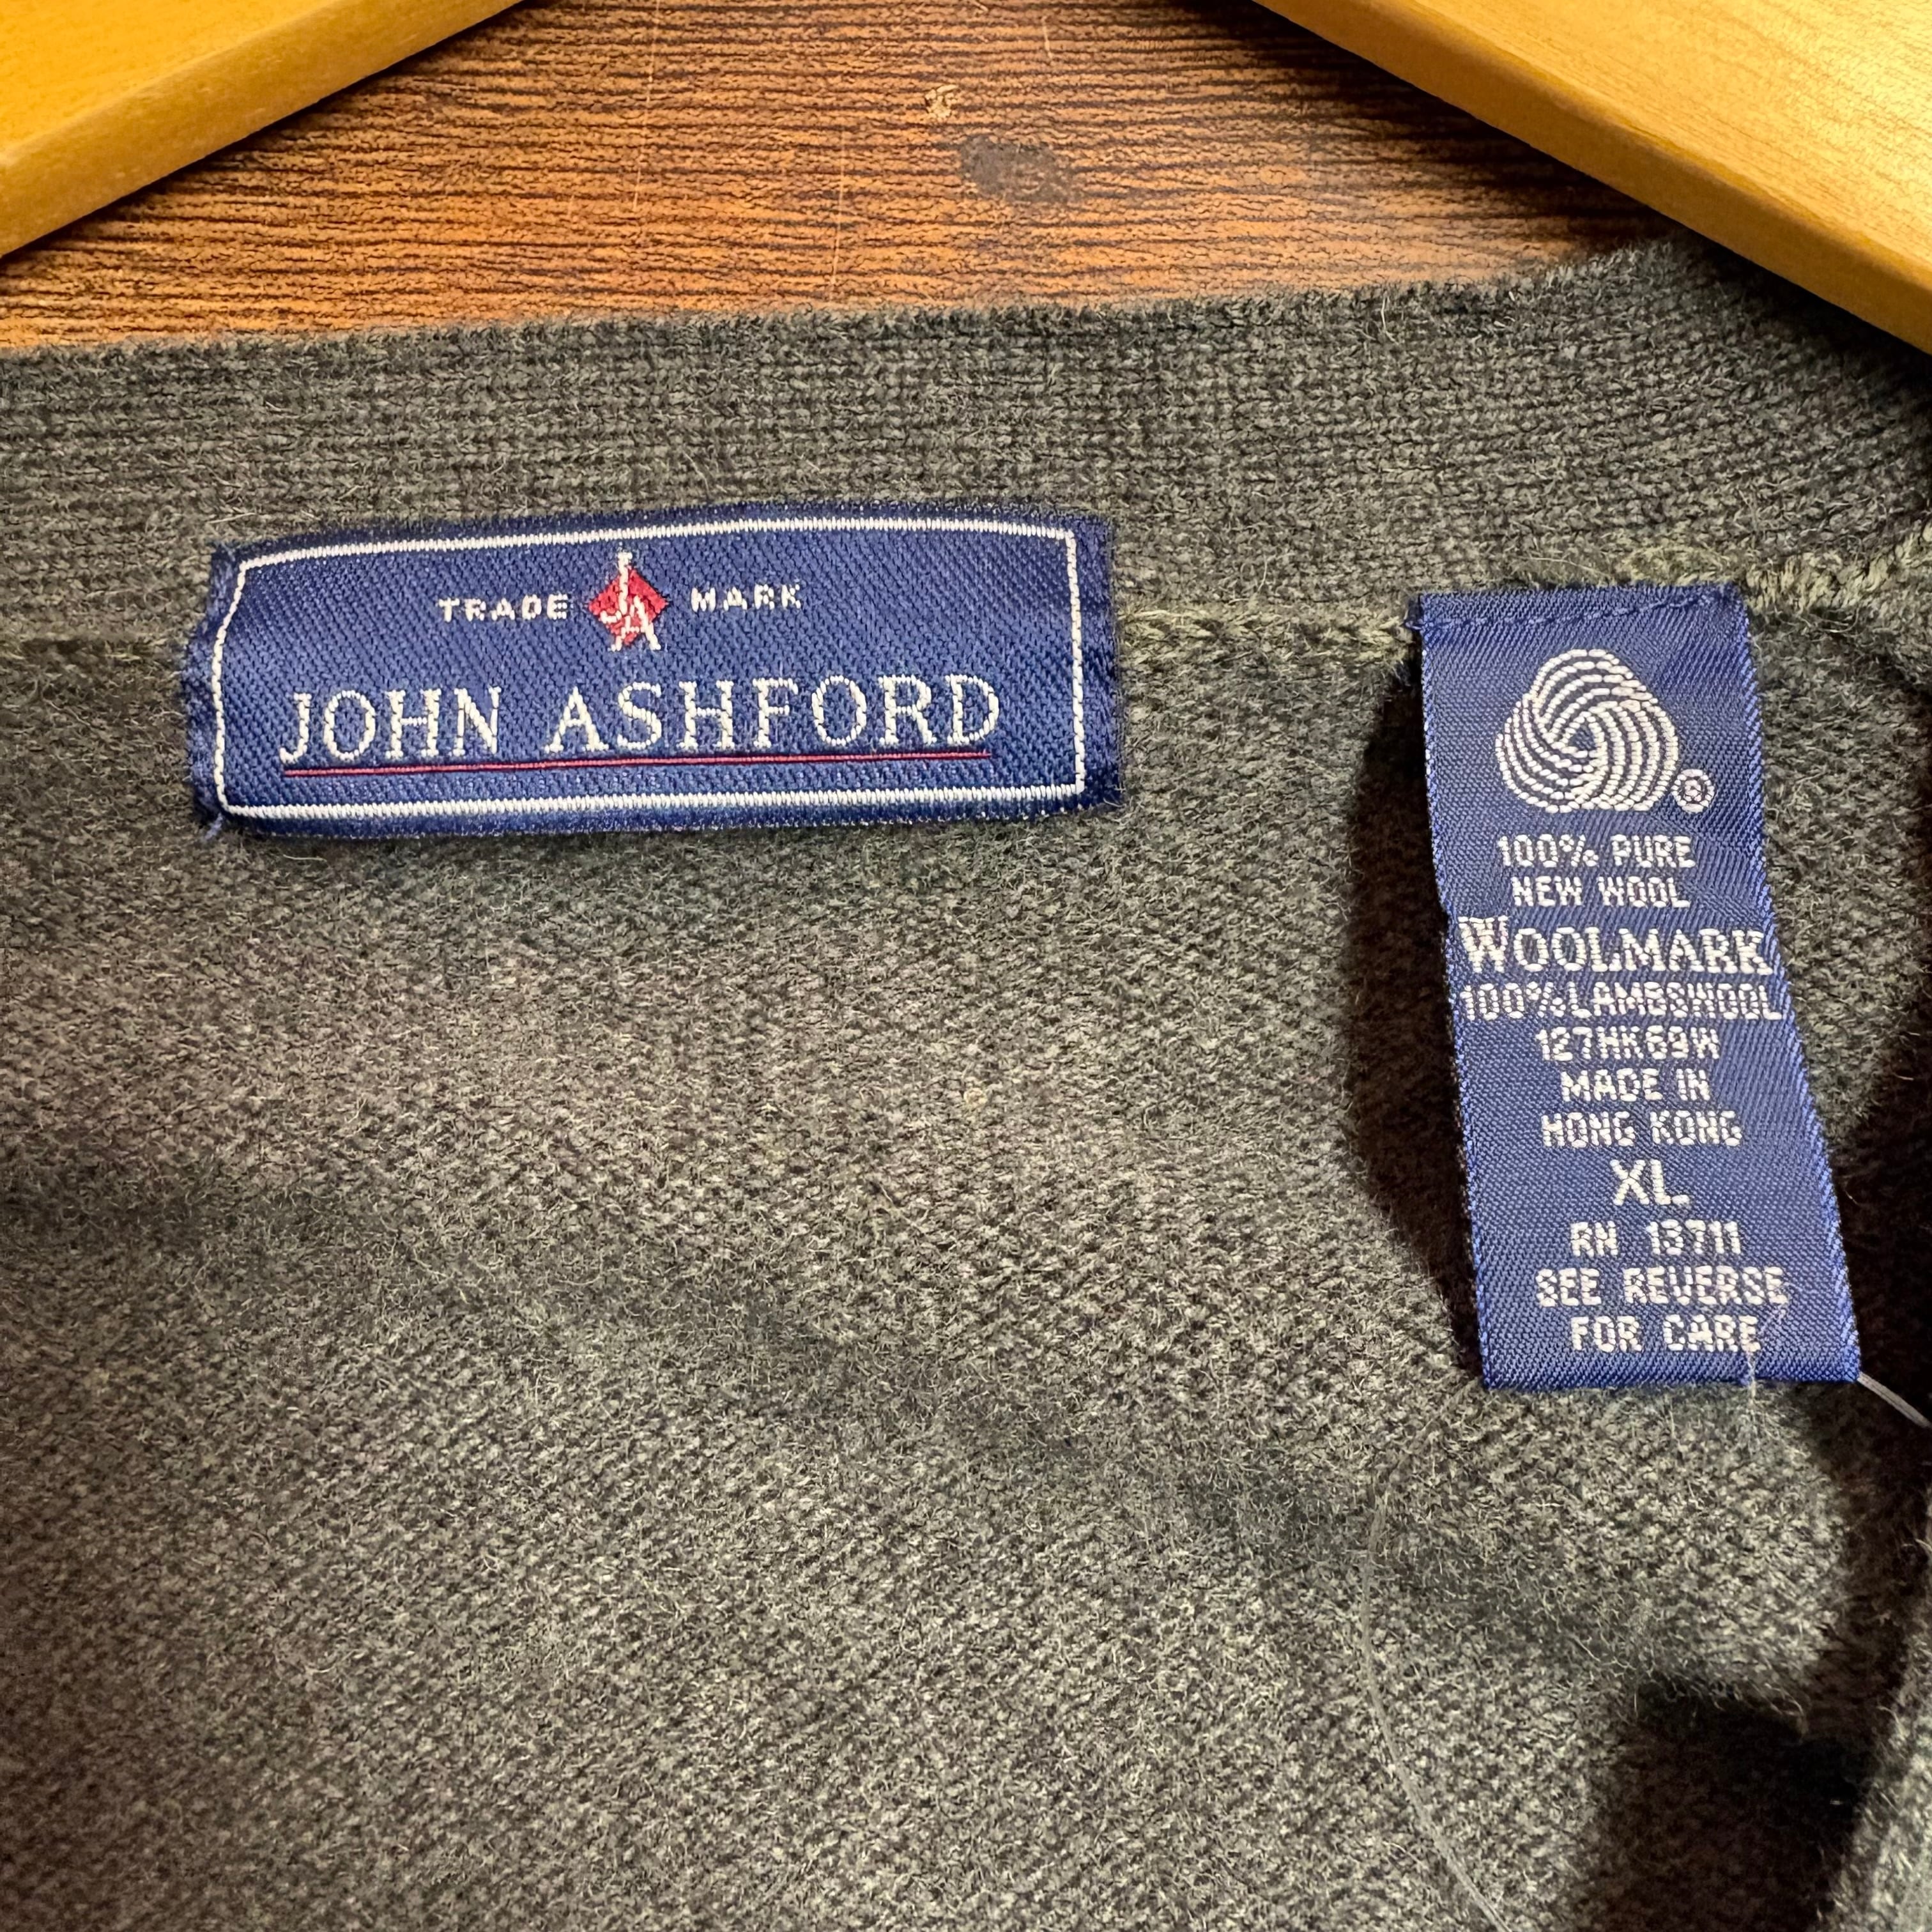 TRADE JA MARK
JOHN ASHFORD
®
100% PURE
NEW WOOL
WOOLMARK
100% LAMBSWOOL
127HK69W
MADE IN
HONG KONG
XL
RN 13711
SEE REVERSE
FOR CARE